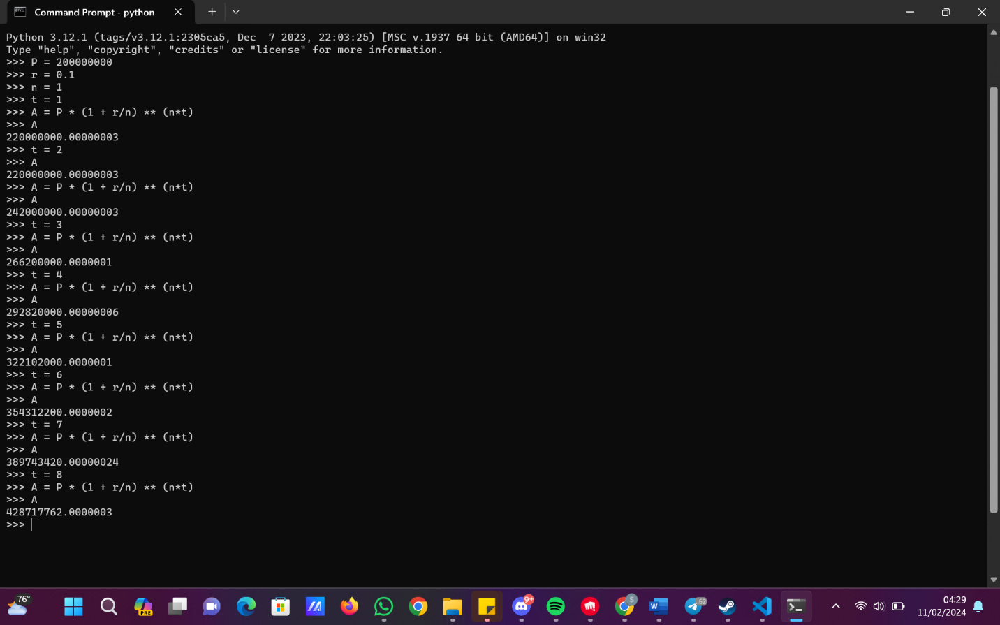 Command Prompt - python
Python 3.12.1 (tags/v3.12.1:2305ca5, Dec  7 2023, 22:03:25) [MSC v.1937 64 bit (AMD64)] on win32
Type "help", "copyright", "credits" or "license" for more information.
>>> P = 200000000
>>> r = 0.1
>>> n = 1
>>> t = 1
>>> A = P * (1 + r/n) ** (n*t)
>>> A
220000000.00000003
>>> t = 2
>>> A
220000000.00000003
>>> A = P * (1 + r/n) ** (n*t)
>>> A
242000000.00000003
>>> t = 3
>>> A = P * (1 + r/n) ** (n*t)
>>> A
266200000.0000001
>>> t = 4
>>> A = P * (1 + r/n) ** (n*t)
>>> A
292820000.00000006
>>> t = 5
>>> A = P * (1 + r/n) ** (n*t)
>>> A
322102000.0000001
>>> t = 6
>>> A = P * (1 + r/n) ** (n*t)
>>> A
354312200.0000002
>>> t = 7
>>> A = P * (1 + r/n) ** (n*t)
>>> A
389743420.00000024
>>> t = 8
>>> A = P * (1 + r/n) ** (n*t)
>>> A
428717762.0000003
>>>
76°
PRE
9+
S
W
62
04:29
11/02/2024